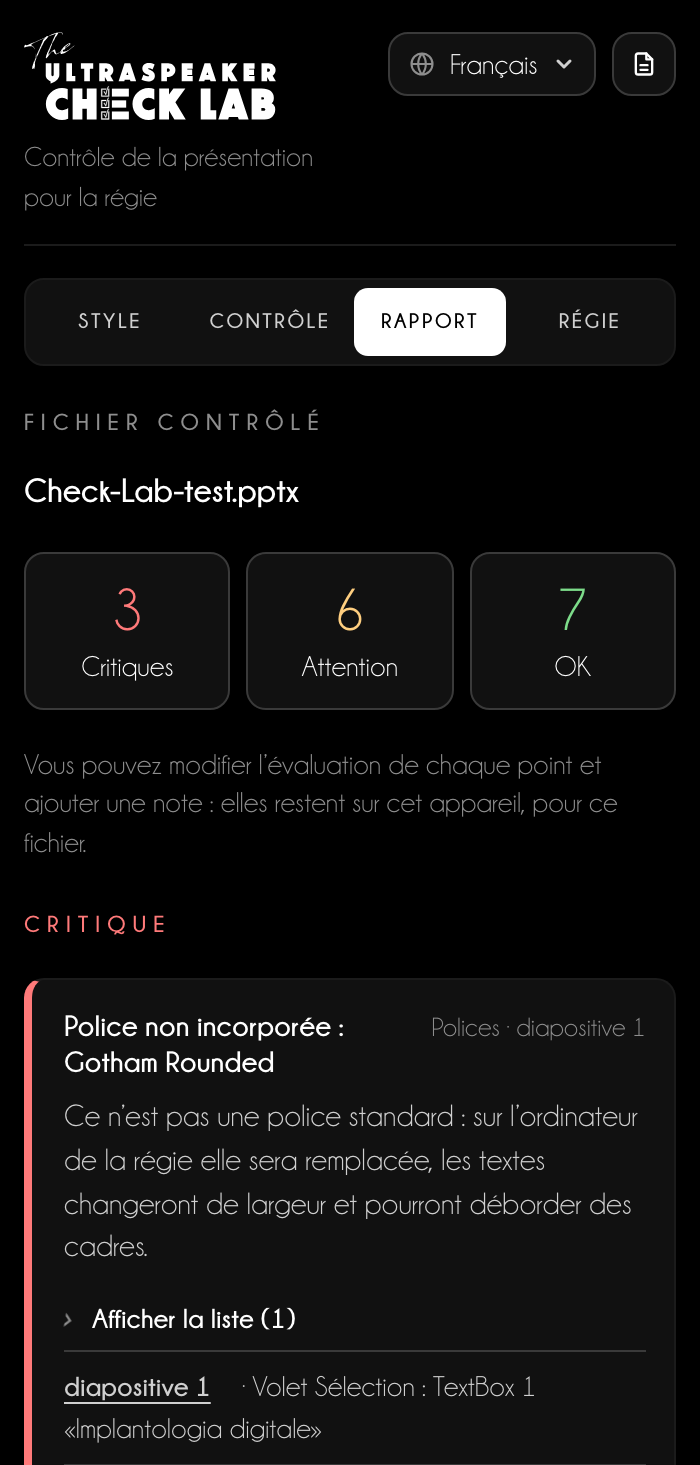 The
ULTRASPEAKER
CHECK LAB
Français
Contrôle de la présentation
pour la régie
STYLE
CONTRÔLE
RAPPORT
RÉGIE
FICHIER CONTRÔLÉ
Check-Lab-test.pptx
3
Critiques
6
Attention
7
OK
Vous pouvez modifier l’évaluation de chaque point et
ajouter une note : elles restent sur cet appareil, pour ce
fichier.
CRITIQUE
Police non incorporée :
Gotham Rounded
Polices · diapositive 1
Ce n’est pas une police standard : sur l’ordinateur
de la régie elle sera remplacée, les textes
changeront de largeur et pourront déborder des
cadres.
› Afficher la liste (1)
diapositive 1 · Volet Sélection : TextBox 1
«Implantologia digitale»